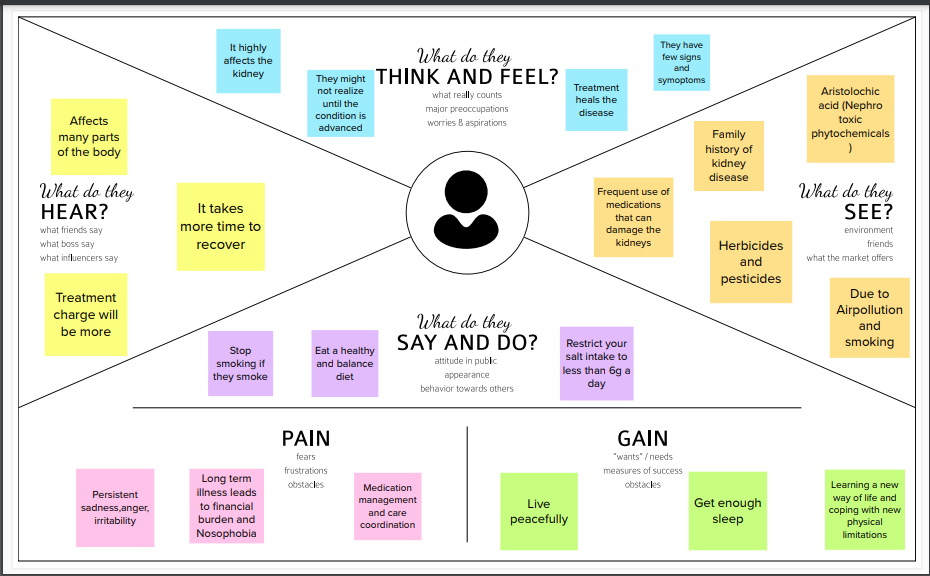 What do they
THINK AND FEEL?
what really counts
major preoccupations
worries & aspirations
It highly
affects the
kidney
They might
not realize
until the
condition is
advanced
Treatment
heals the
disease
They have
few signs
and
symoptoms
What do they
HEAR?
what friends say
what boss say
what influencers say
Affects
many parts
of the body
It takes
more time to
recover
Treatment
charge will
be more
What do they
SEE?
environment
friends
what the market offers
Aristolochic
acid (Nephro
toxic
phytochemicals
)
Family
history of
kidney
disease
Frequent use of
medications
that can
damage the
kidneys
Herbicides
and
pesticides
Due to
Airpollution
and
smoking
What do they
SAY AND DO?
attitude in public
appearance
behavior towards others
Stop
smoking if
they smoke
Eat a healthy
and balance
diet
Restrict your
salt intake to
less than 6g a
day
PAIN
fears
frustrations
obstacles
Persistent
sadness,anger,
irritability
Long term
illness leads
to financial
burden and
Nosophobia
Medication
management
and care
coordination
GAIN
"wants" / needs
measures of success
obstacles
Live
peacefully
Get enough
sleep
Learning a new
way of life and
coping with new
physical
limitations